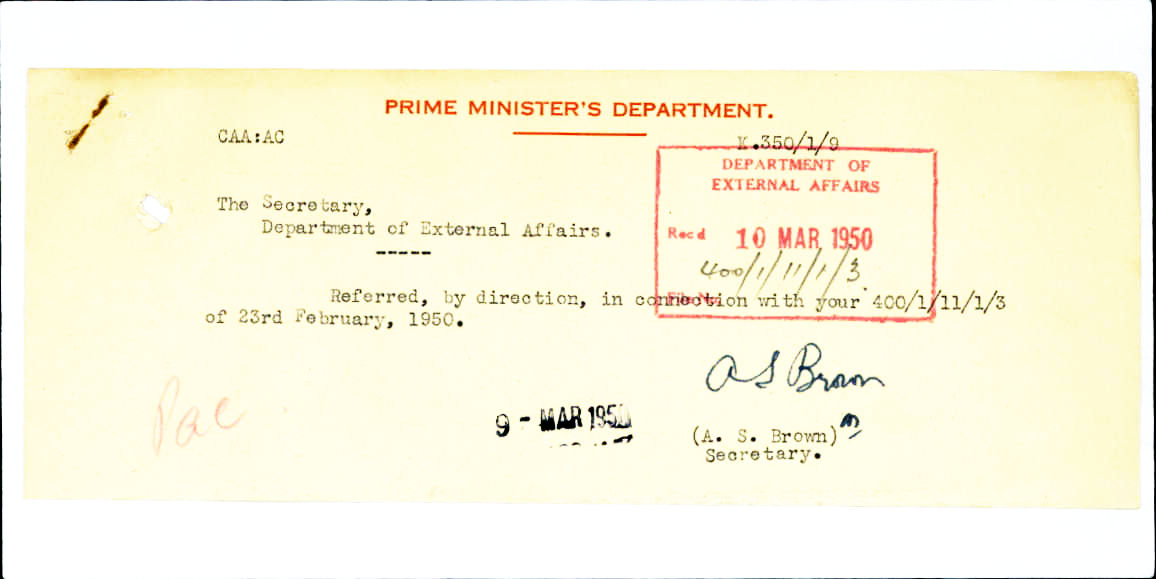 PRIME MINISTER'S DEPARTMENT.
CAA:AC
K.350/1/9
DEPARTMENT OF
EXTERNAL AFFAIRS
Recd 10 MAR 1950
400/1/11/1/3
File No.
The Secretary,
Department of External Affairs.
-----
Referred, by direction, in connection with your 400/1/11/1/3
of 23rd February, 1950.
A S Brown
Pac
9 - MAR 1950
(A. S. Brown)
Secretary.